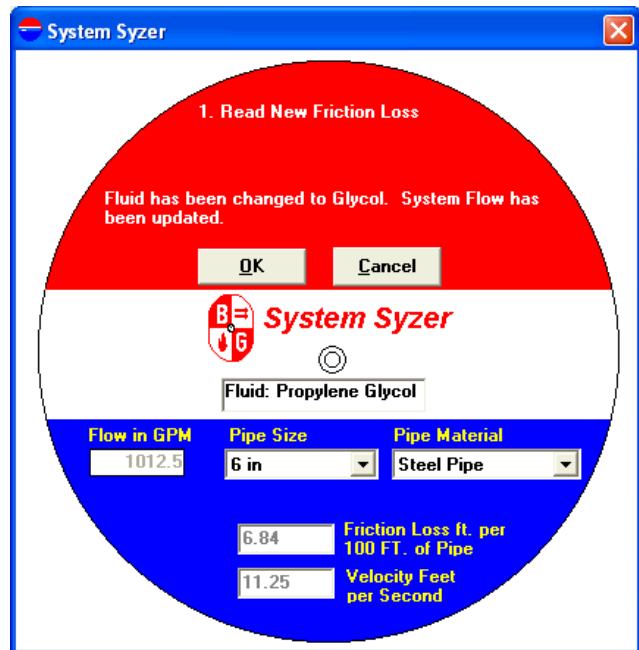 System Syzer
1. Read New Friction Loss
Fluid has been changed to Glycol. System Flow has
been updated.
OK Cancel
B G System Syzer
Fluid: Propylene Glycol
Flow in GPM Pipe Size Pipe Material
1012.5 6 in Steel Pipe
6.84 Friction Loss ft. per
100 FT. of Pipe
11.25 Velocity Feet
per Second